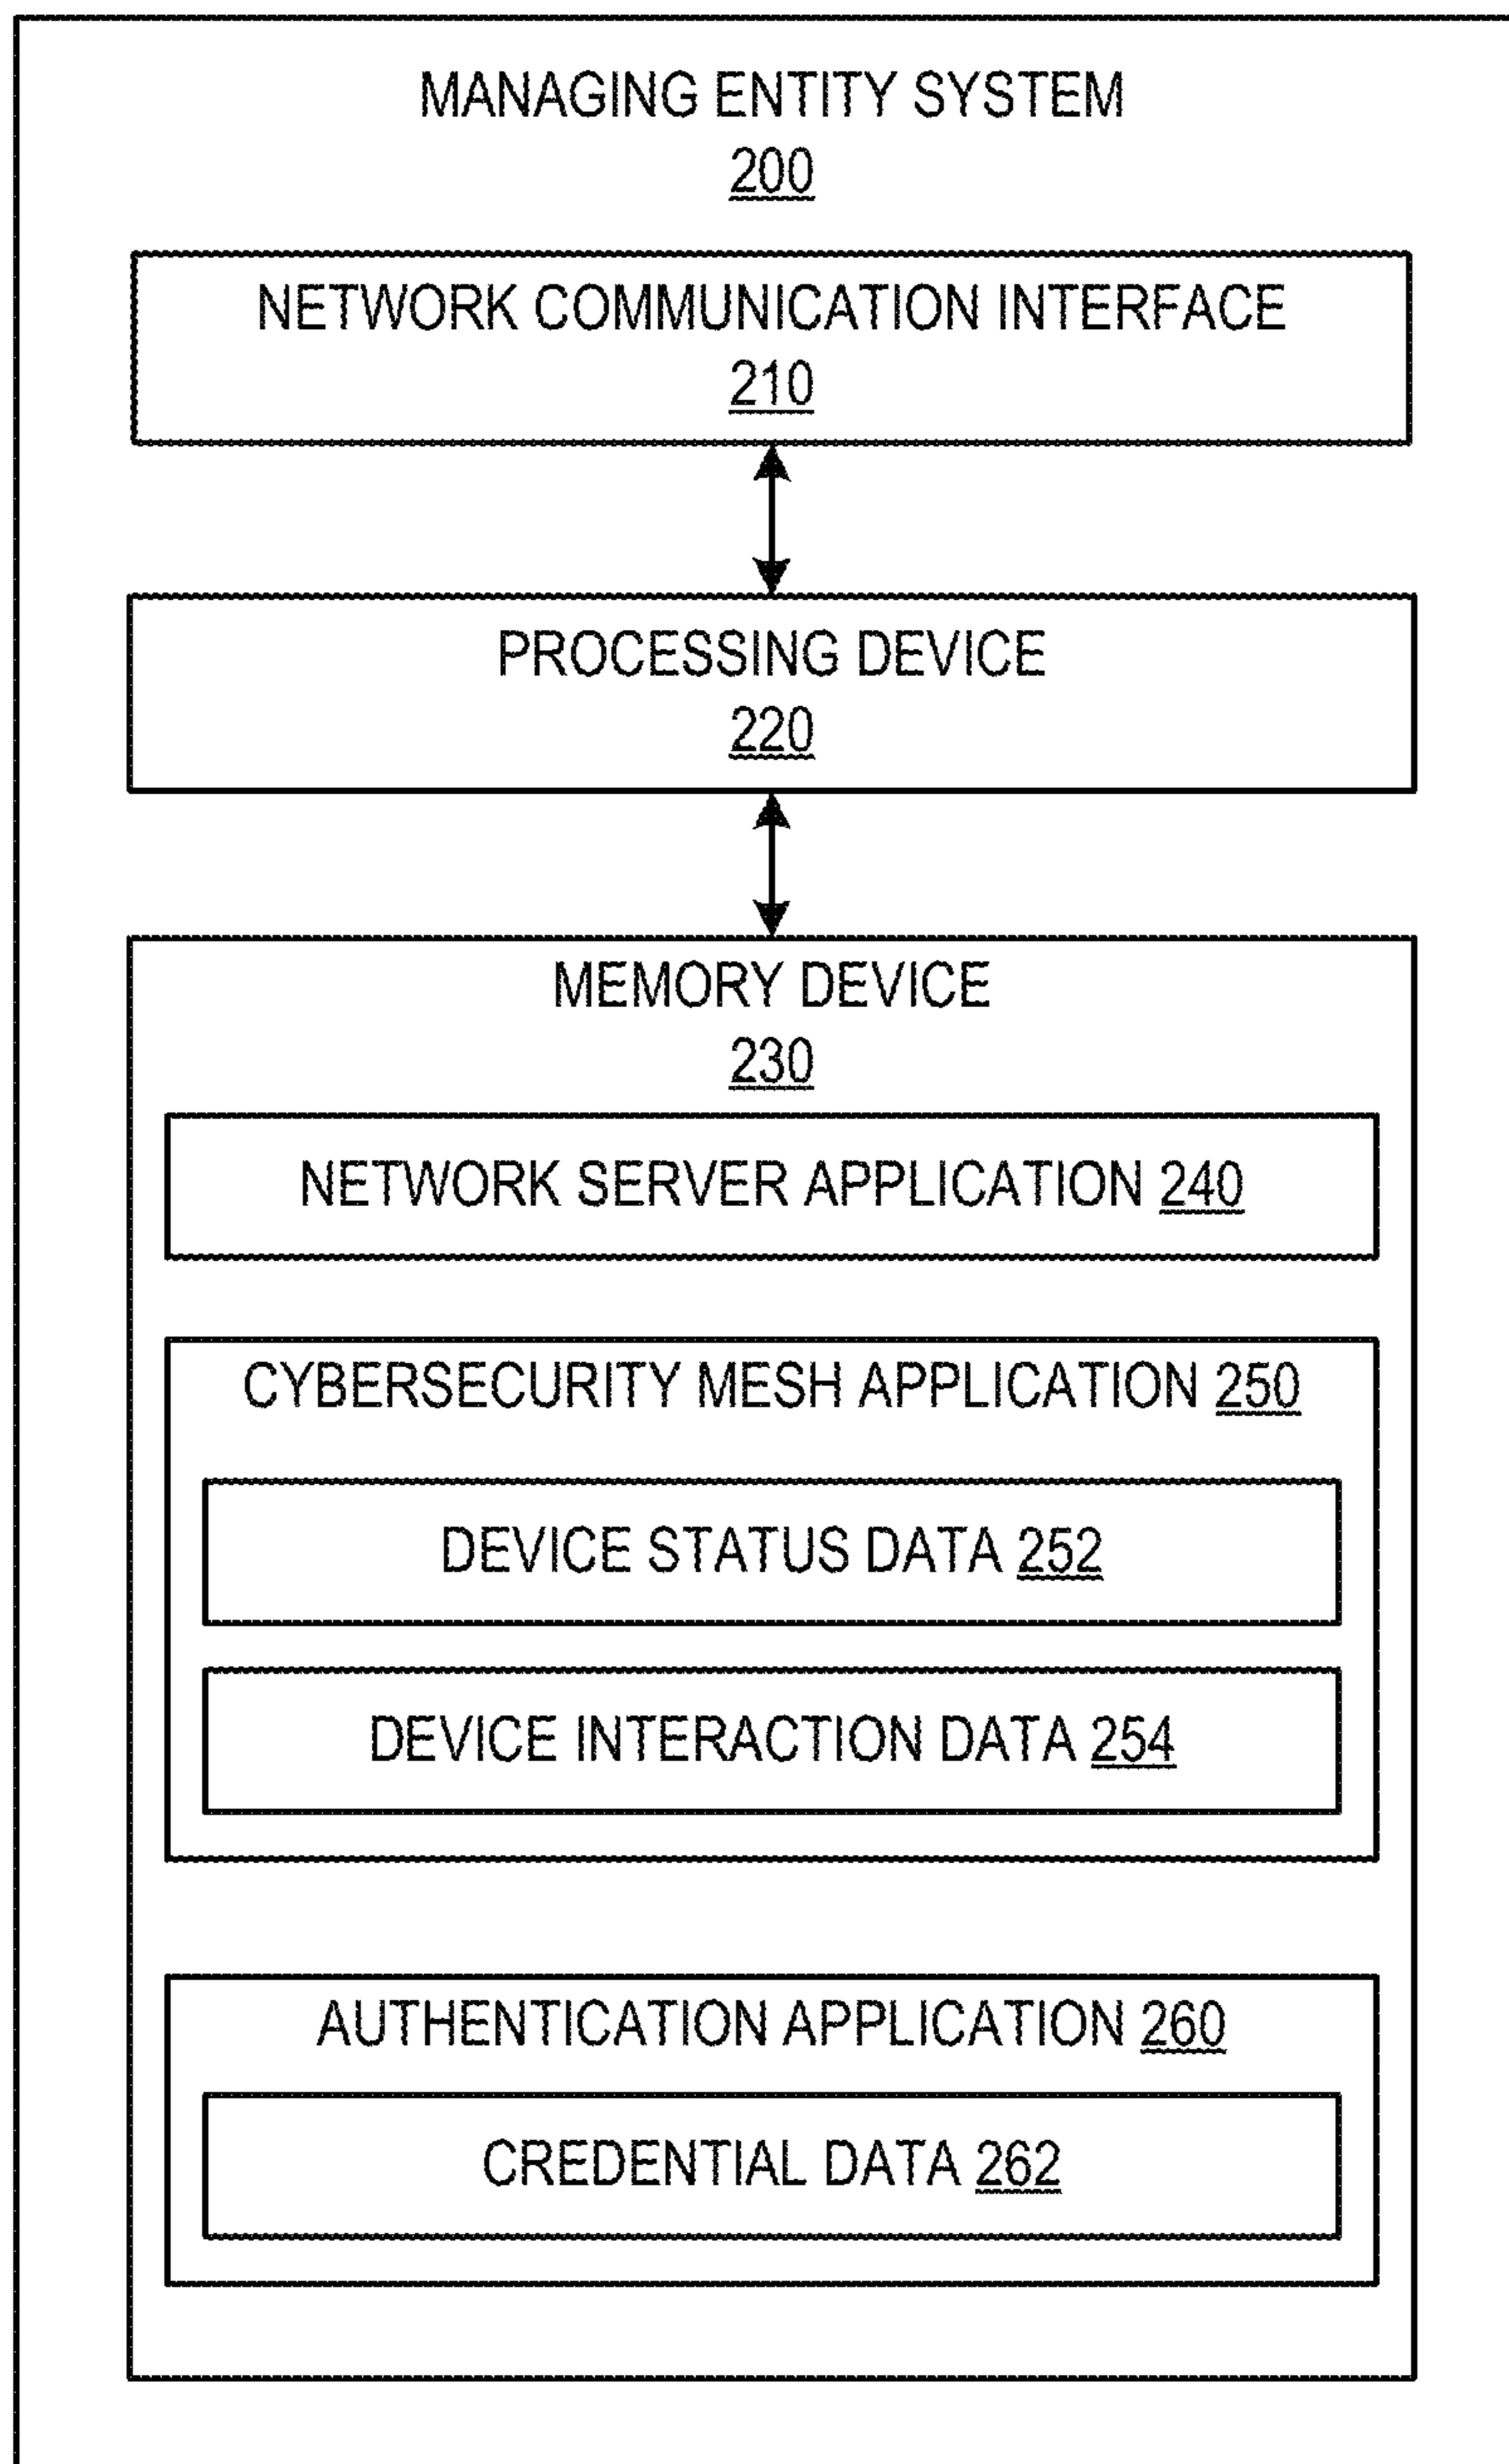 MANAGING ENTITY SYSTEM
200
NETWORK COMMUNICATION INTERFACE
210
PROCESSING DEVICE
220
MEMORY DEVICE
230
NETWORK SERVER APPLICATION 240
CYBERSECURITY MESH APPLICATION 250
DEVICE STATUS DATA 252
DEVICE INTERACTION DATA 254
AUTHENTICATION APPLICATION 260
CREDENTIAL DATA 262